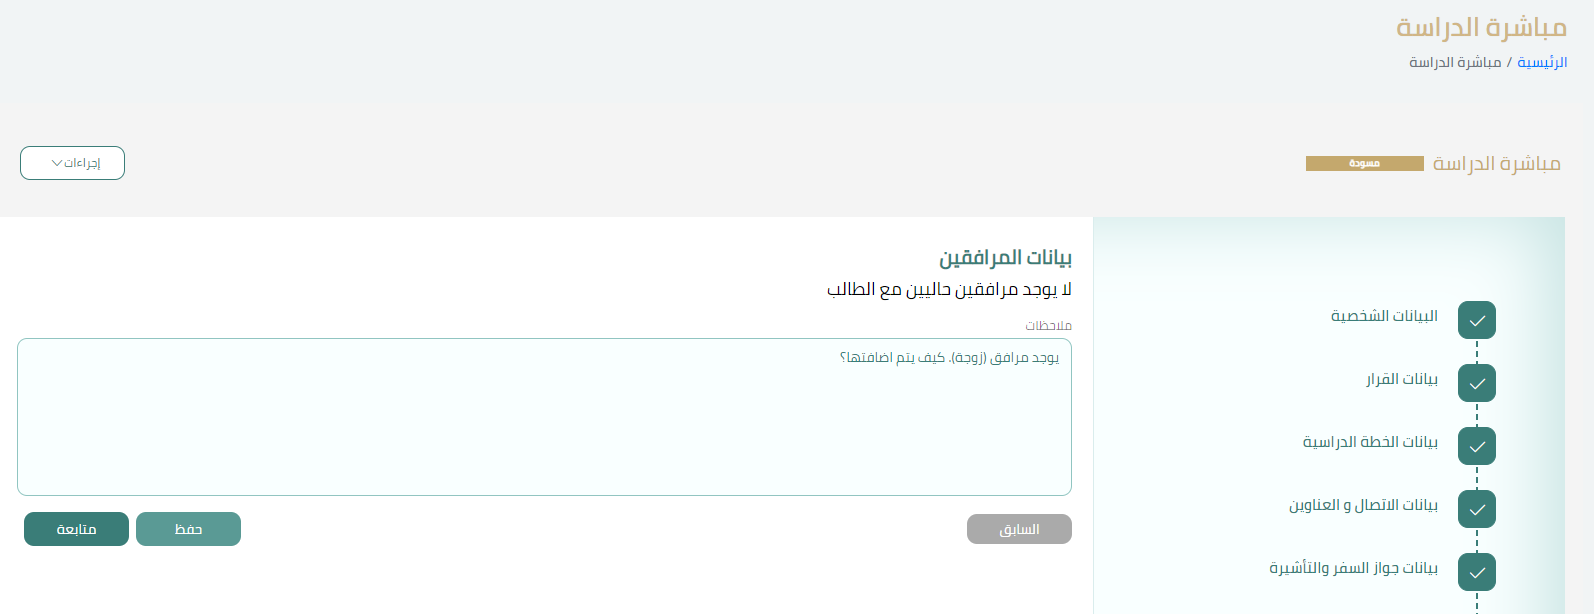 مباشرة الدراسة
الرئيسية / مباشرة الدراسة
مباشرة الدراسة مسودة
إجراءات
البيانات الشخصية
بيانات القرار
بيانات الخطة الدراسية
بيانات الاتصال و العناوين
بيانات جواز السفر والتأشيرة
بيانات المرافقين
لا يوجد مرافقين حاليين مع الطالب
ملاحظات
يوجد مرافق (زوجة). كيف يتم اضافتها؟
السابق
حفظ
متابعة